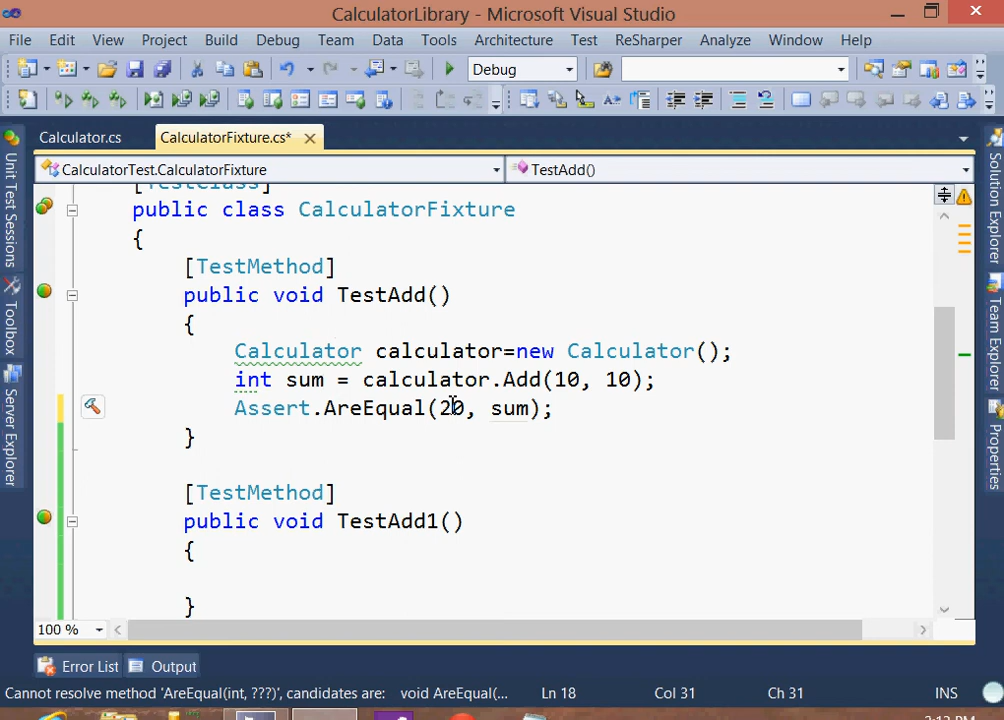 CalculatorLibrary - Microsoft Visual Studio
File Edit View Project Build Debug Team Data Tools Architecture Test ReSharper Analyze Window Help
Debug
Calculator.cs CalculatorFixture.cs*
CalculatorTest.CalculatorFixture TestAdd()
[TestClass]
public class CalculatorFixture
{
[TestMethod]
public void TestAdd()
{
Calculator calculator=new Calculator();
int sum = calculator.Add(10, 10);
Assert.AreEqual(20, sum);
}
[TestMethod]
public void TestAdd1()
{
}
100 %
Error List Output
Cannot resolve method 'AreEqual(int, ???)', candidates are: void AreEqual(... Ln 18 Col 31 Ch 31 INS
Unit Test Sessions
Toolbox
Server Explorer
Solution Explorer
Team Explorer
Properties